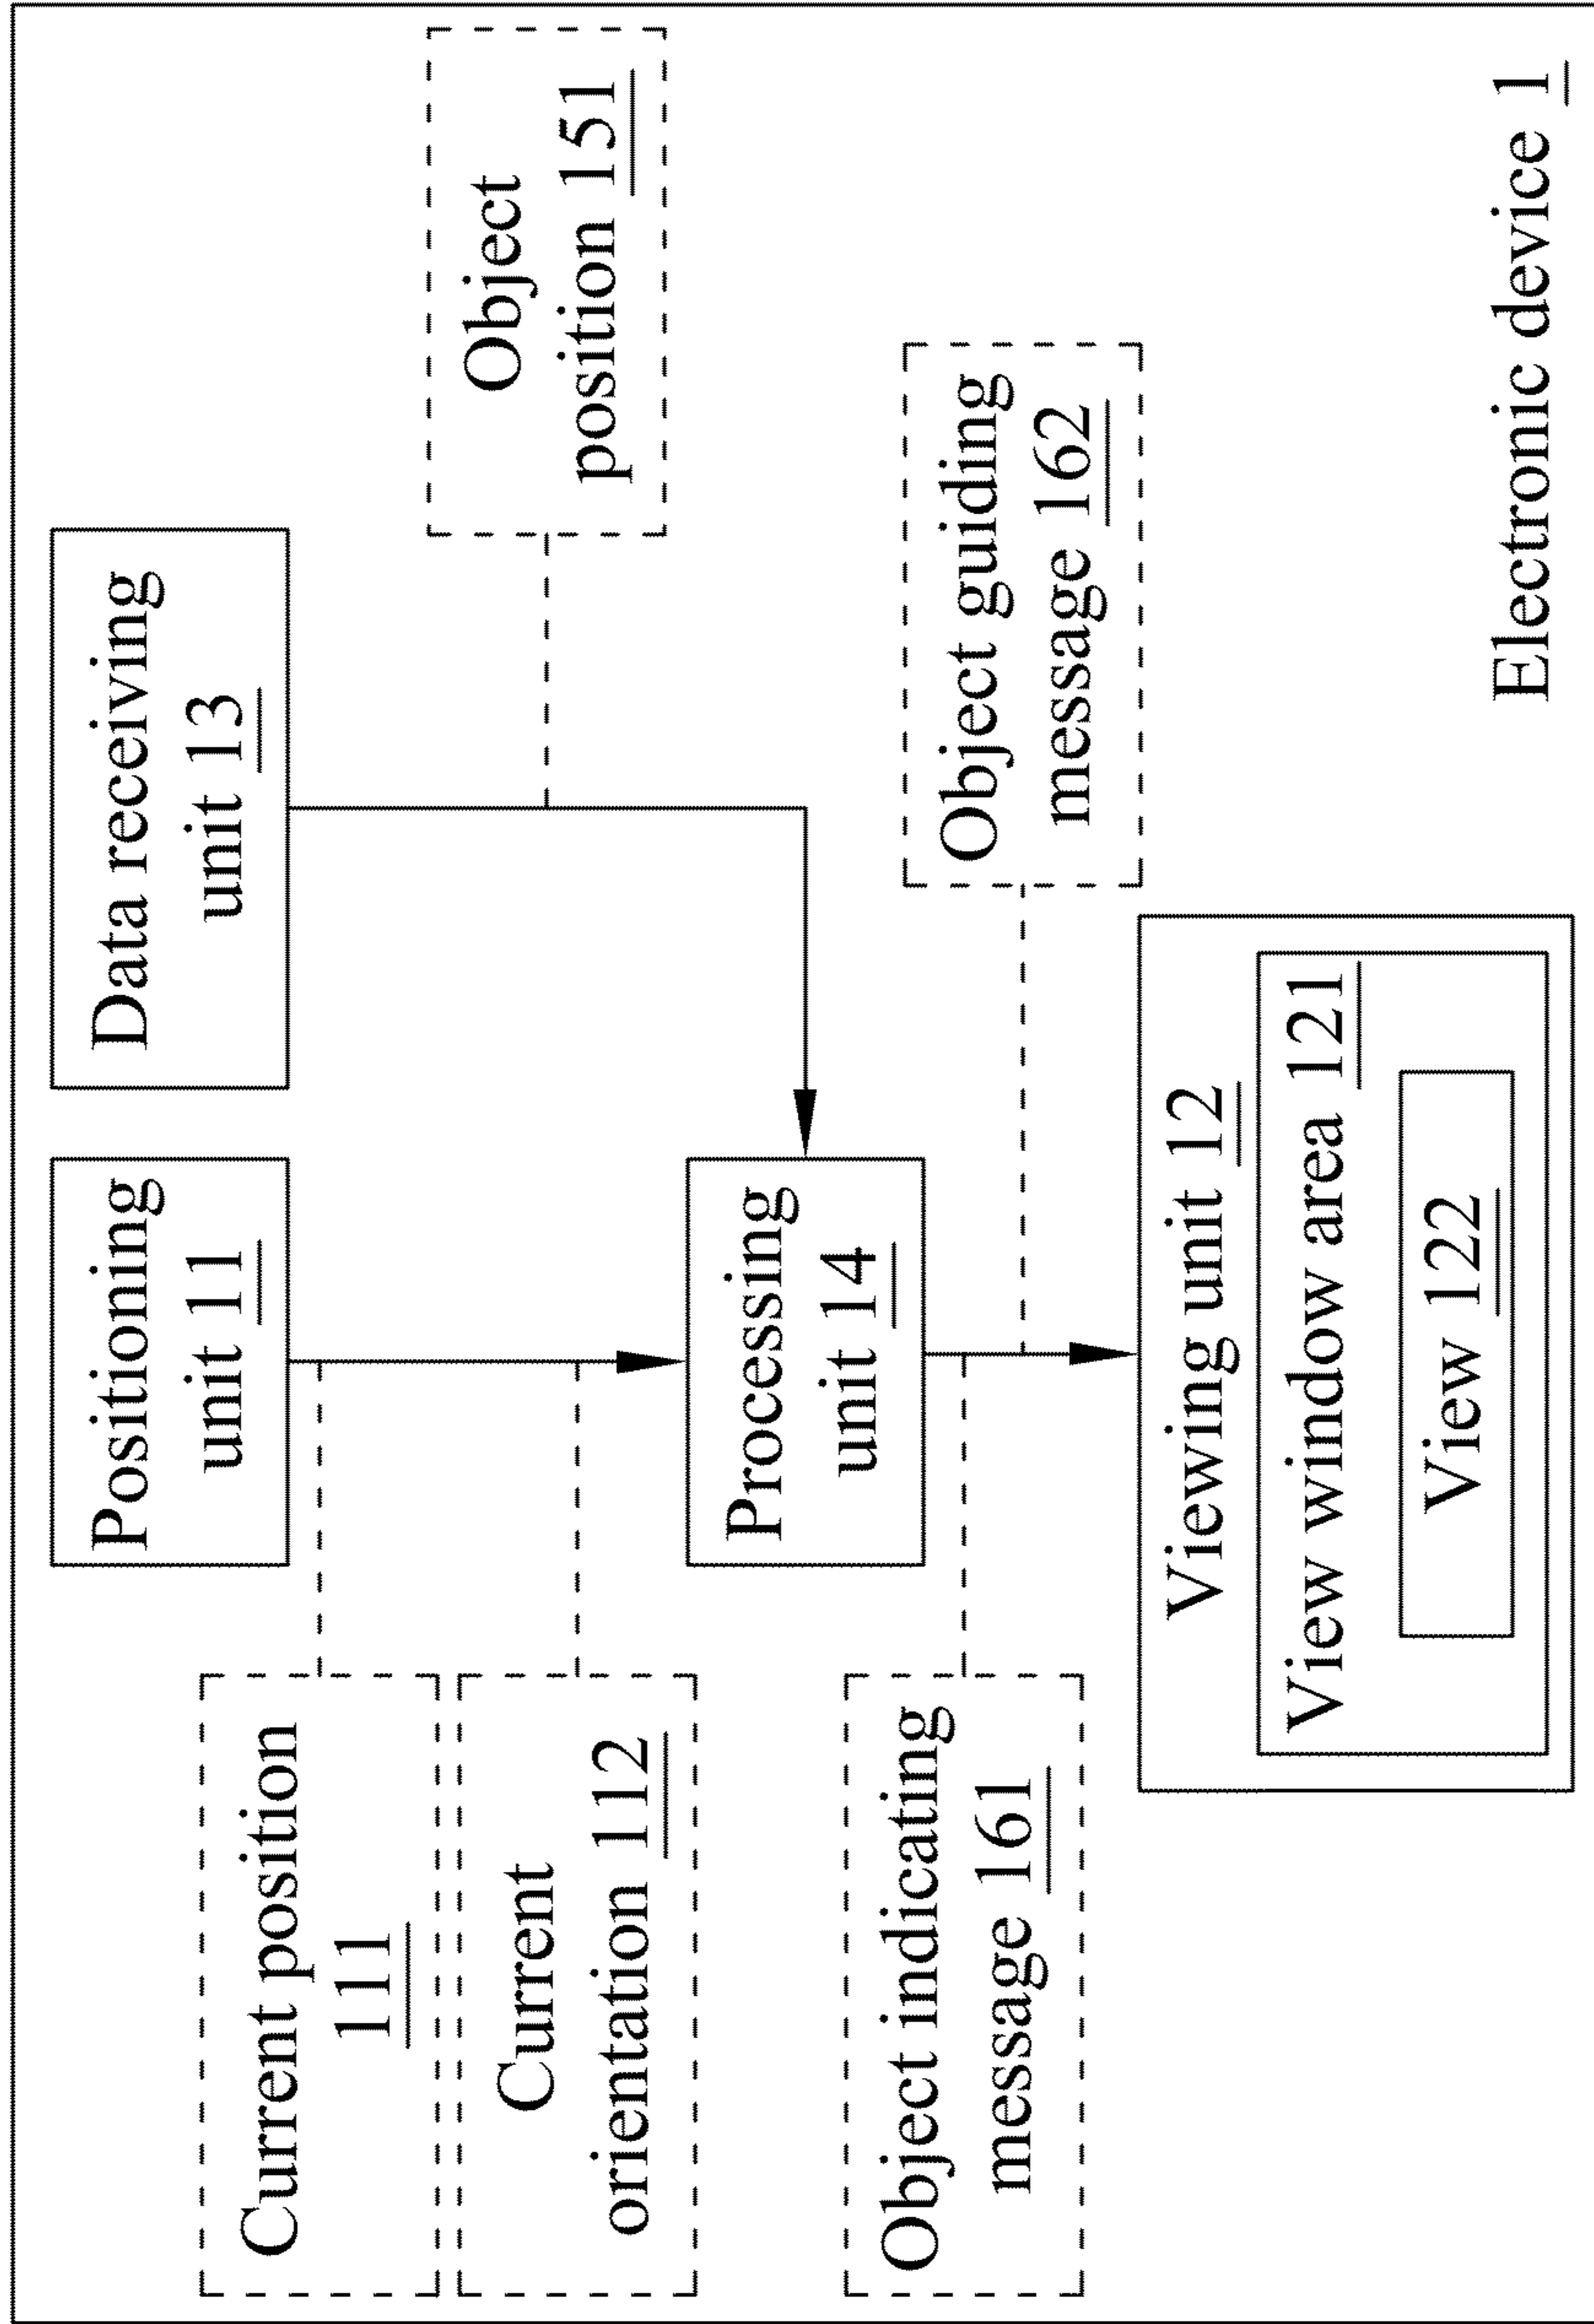 Positioning
unit 11
Data receiving
unit 13
Current position
111
Current
orientation 112
Object
position 151
Processing
unit 14
Object indicating
message 161
Object guiding
message 162
Viewing unit 12
View window area 121
View 122
Electronic device 1